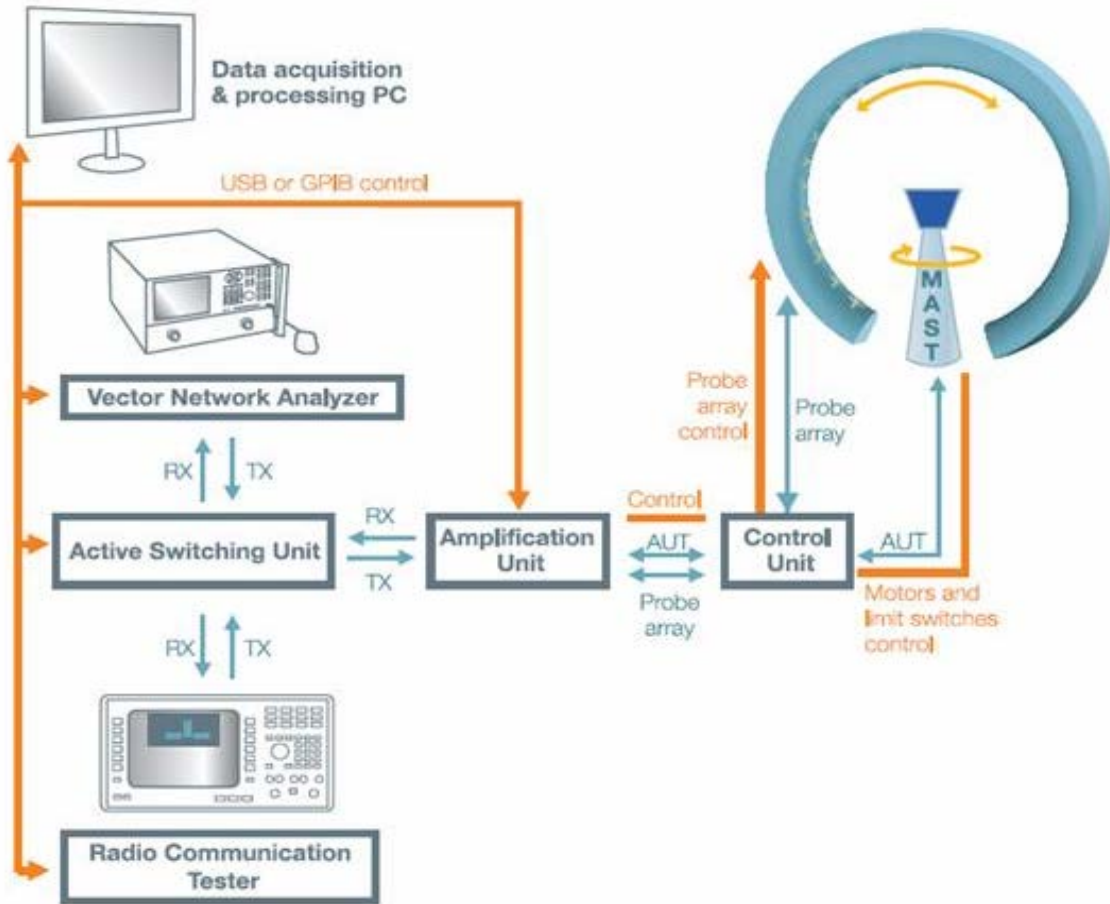 Data acquisition
& processing PC
USB or GPIB control
Vector Network Analyzer
RX
TX
Active Switching Unit
RX
TX
RX
TX
Radio Communication
Tester
Amplification
Unit
Control
AUT
Probe
array
Control
Unit
Probe
array
control
Probe
array
MAST
AUT
Motors and
limit switches
control